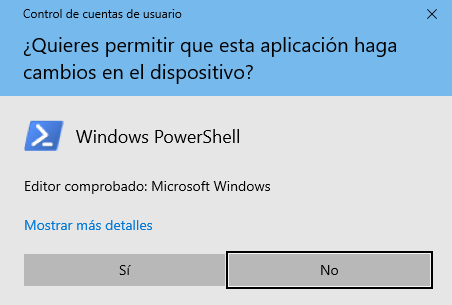 Control de cuentas de usuario
¿Quieres permitir que esta aplicación haga
cambios en el dispositivo?
Windows PowerShell
Editor comprobado: Microsoft Windows
Mostrar más detalles
Sí
No